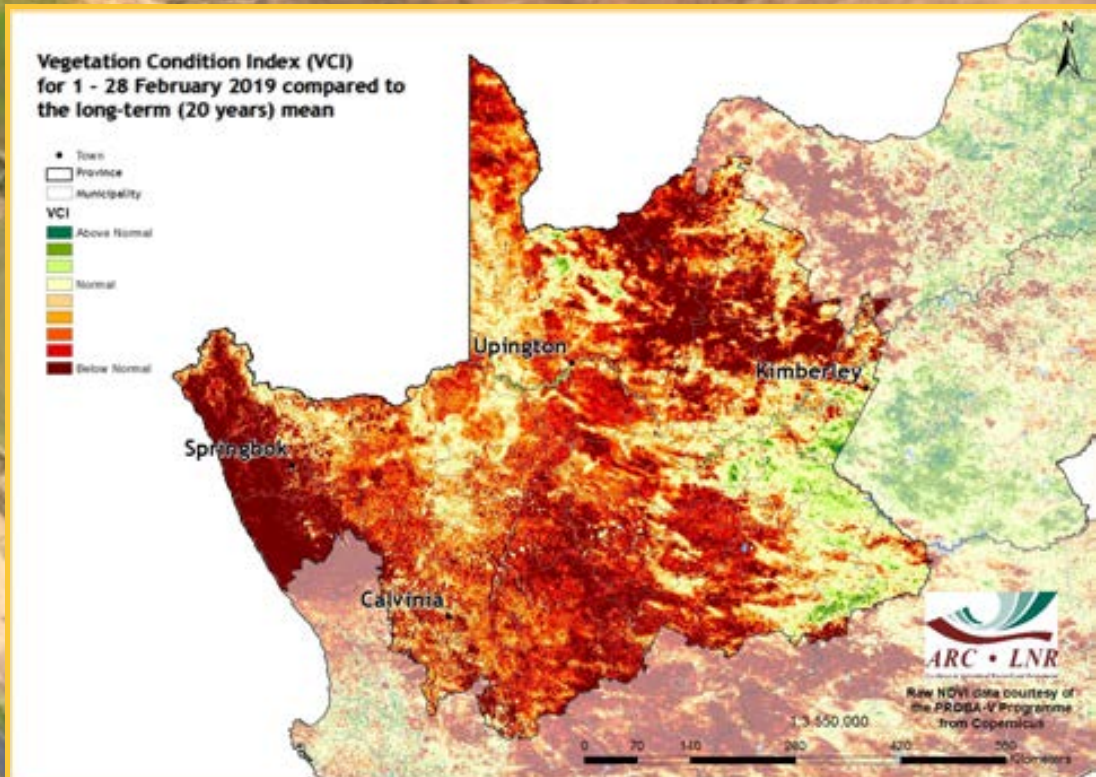 Vegetation Condition Index (VCI)
for 1 - 28 February 2019 compared to
the long-term (20 years) mean
N
Town
Province
Municipality
VCI
Above Normal
Normal
Below Normal
Upington
Kimberley
Springbok
Calvinia
ARC • LNR
Raw NDVI data courtesy of
the PROBA-V Programme
from Copernicus
1:3 550 000
0 70 140 280 420 560
Kilometers